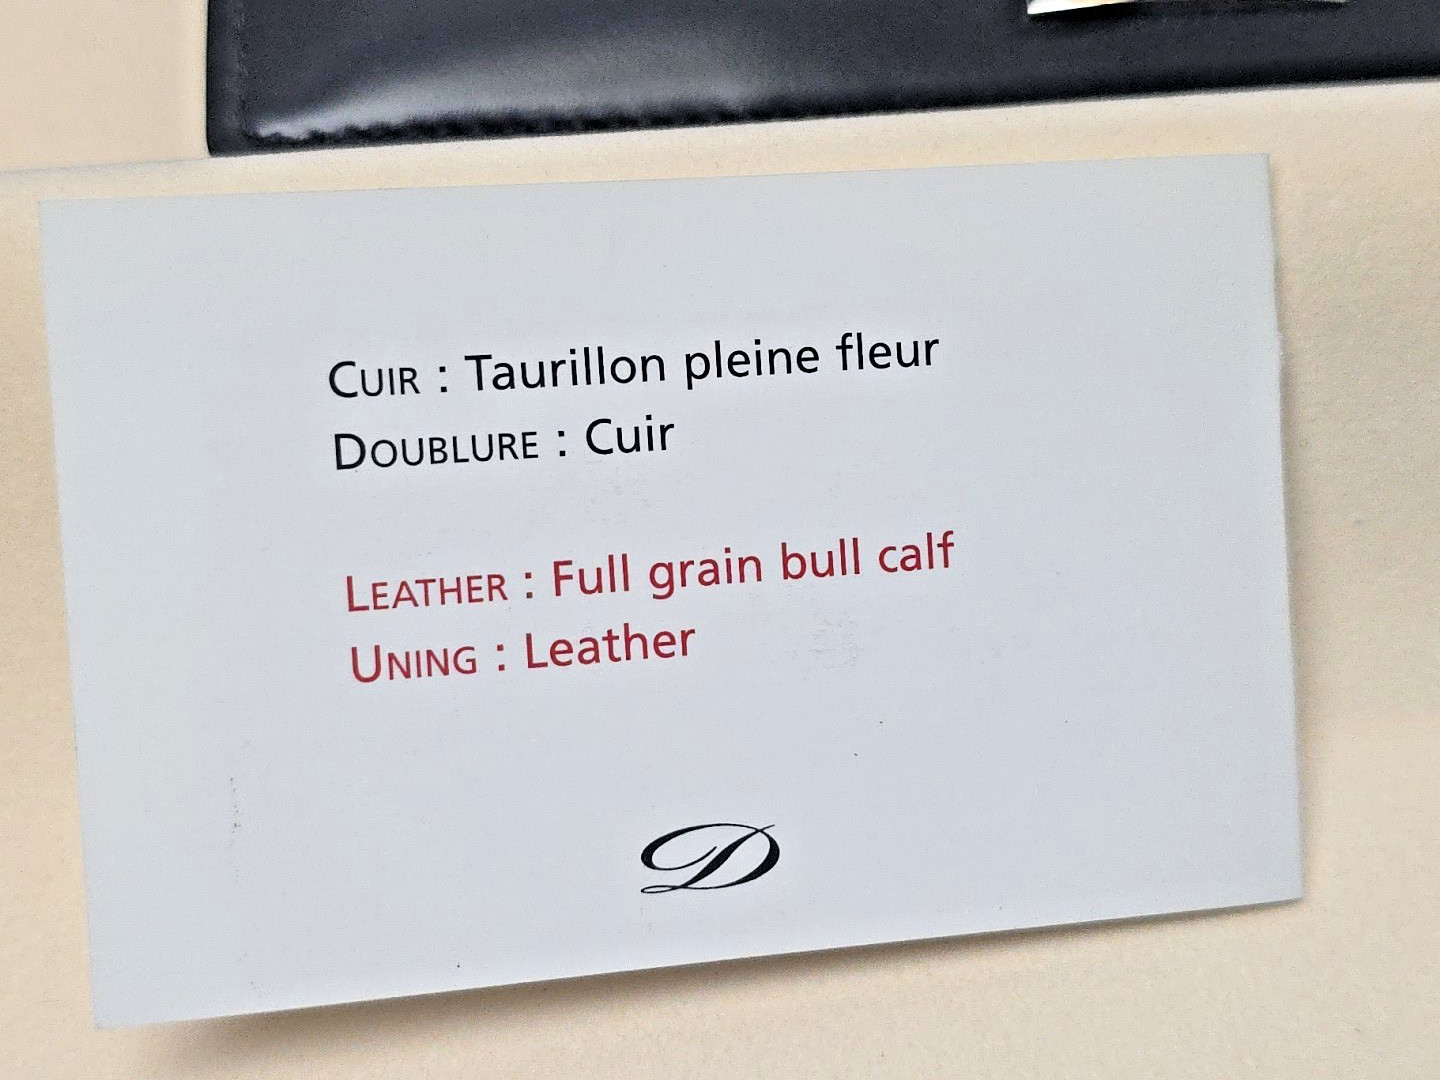 CUIR : Taurillon pleine fleur
DOUBLURE : Cuir
LEATHER : Full grain bull calf
UNING : Leather
D